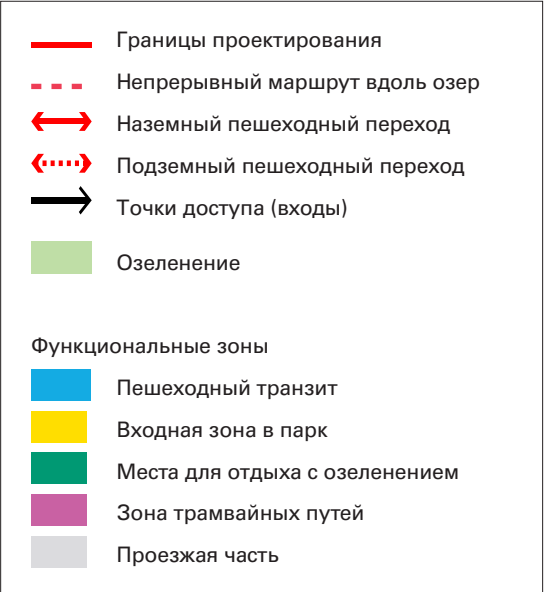 Границы проектирования
Непрерывный маршрут вдоль озер
Наземный пешеходный переход
Подземный пешеходный переход
Точки доступа (входы)
Озеленение
Функциональные зоны
Пешеходный транзит
Входная зона в парк
Места для отдыха с озеленением
Зона трамвайных путей
Проезжая часть